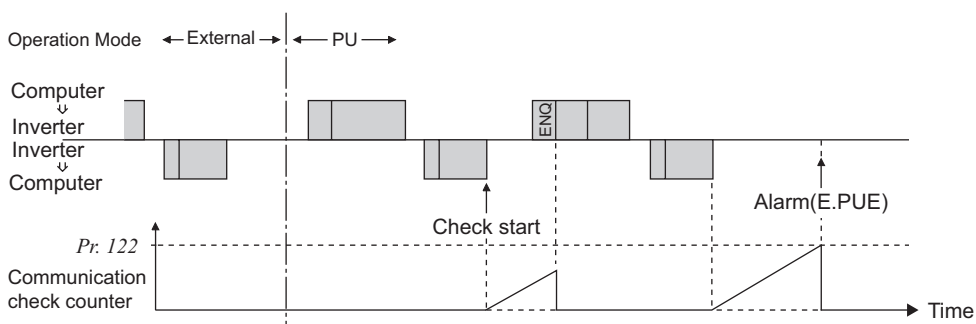 Operation Mode
External
PU
Computer
⇩
Inverter
Inverter
⇩
Computer
ENQ
Check start
Alarm(E.PUE)
Pr. 122
Communication
check counter
Time